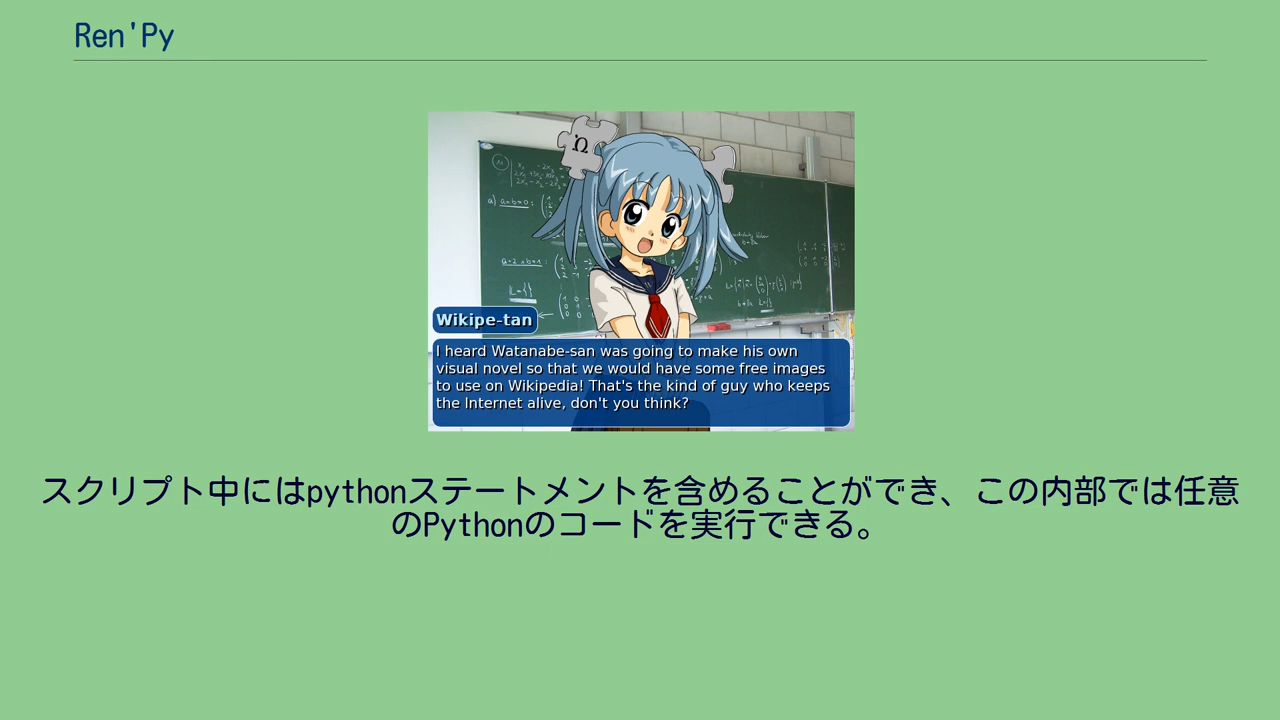 Ren'Py
Ω
Wikipe-tan
I heard Watanabe-san was going to make his own
visual novel so that we would have some free images
to use on Wikipedia! That's the kind of guy who keeps
the Internet alive, don't you think?
スクリプト中にはpythonステートメントを含めることができ、この内部では任意
のPythonのコードを実行できる。